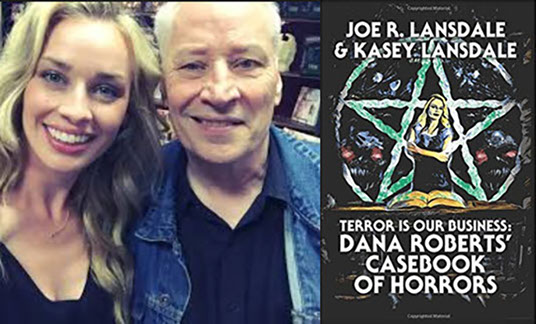 JOE R. LANSDALE
& KASEY LANSDALE
TERROR IS OUR BUSINESS:
DANA ROBERTS'
CASEBOOK
OF HORRORS